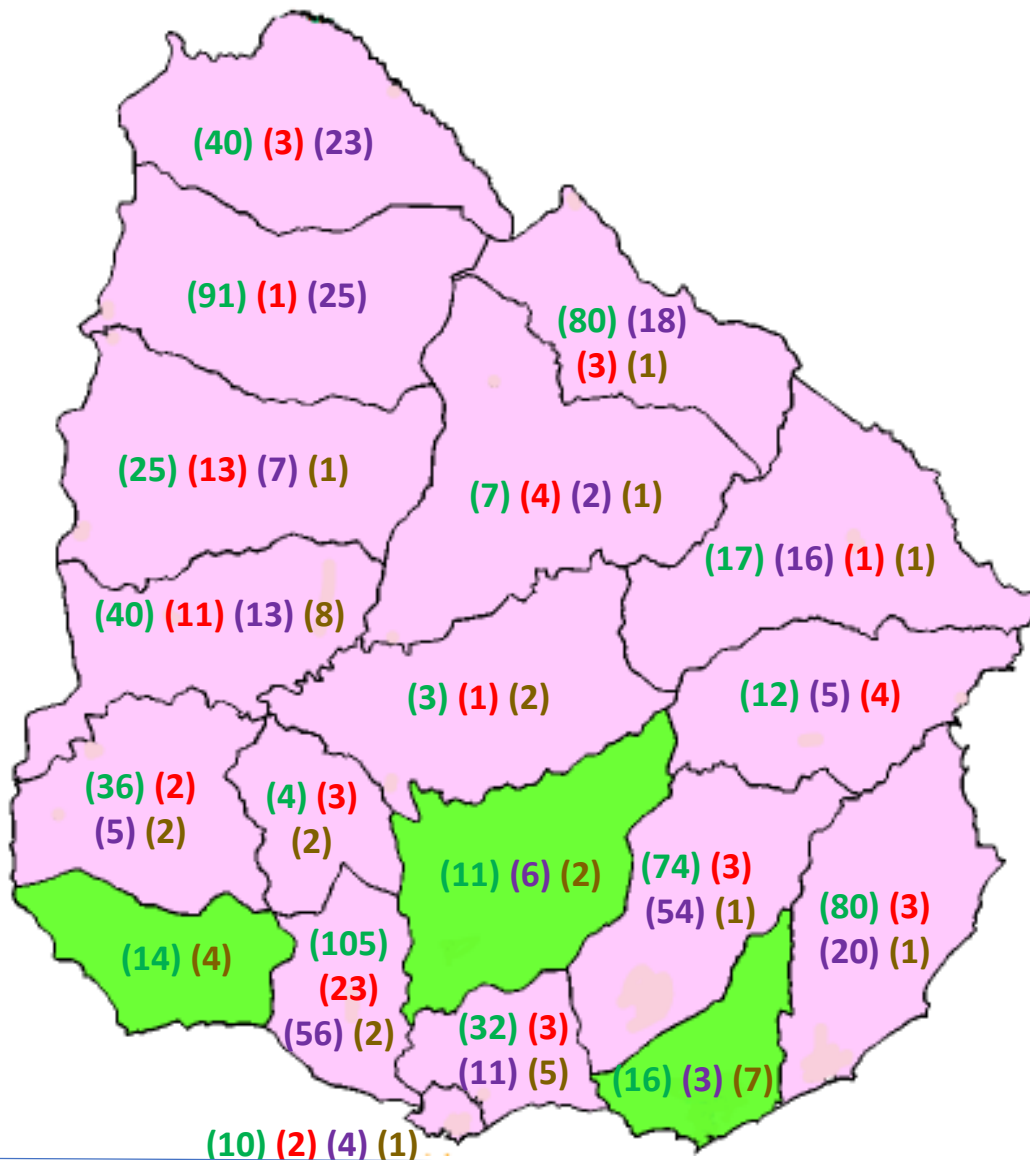 (40) (3) (23)
(91) (1) (25)
(80) (18)
(3) (1)
(25) (13) (7) (1)
(7) (4) (2) (1)
(17) (16) (1) (1)
(40) (11) (13) (8)
(3) (1) (2)
(12) (5) (4)
(36) (2)
(5) (2)
(4) (3)
(2)
(11) (6) (2)
(74) (3)
(54) (1)
(80) (3)
(20) (1)
(14) (4)
(105)
(23)
(56) (2)
(32) (3)
(11) (5)
(16) (3) (7)
(10) (2) (4) (1)